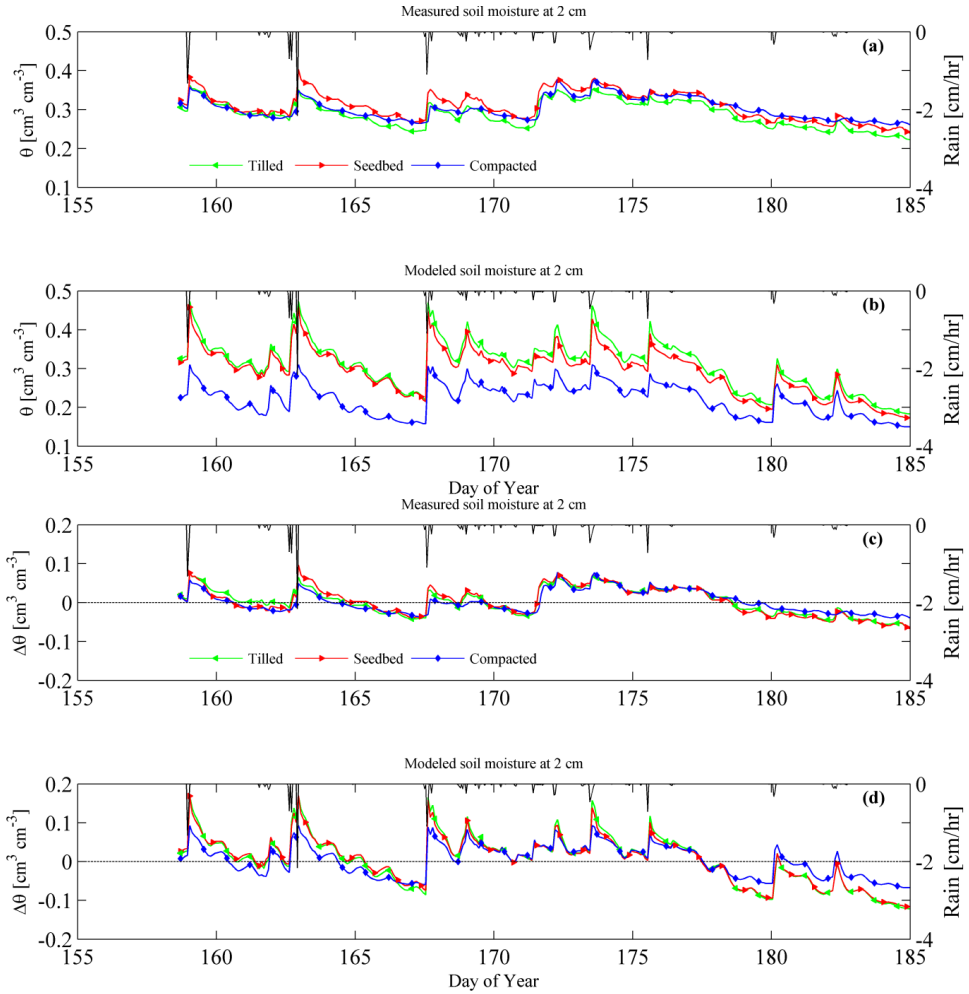 Measured soil moisture at 2 cm
(a)
0.5
0.4
0.3
0.2
0.1
θ [cm³ cm⁻³]
0
-2
-4
Rain [cm/hr]
Tilled Seedbed Compacted
155 160 165 170 175 180 185
Modeled soil moisture at 2 cm
(b)
0.5
0.4
0.3
0.2
0.1
θ [cm³ cm⁻³]
0
-2
-4
Rain [cm/hr]
155 160 165 170 175 180 185
Day of Year
Measured soil moisture at 2 cm
(c)
0.2
0.1
0
-0.1
-0.2
Δθ [cm³ cm⁻³]
0
-2
-4
Rain [cm/hr]
Tilled Seedbed Compacted
155 160 165 170 175 180 185
Modeled soil moisture at 2 cm
(d)
0.2
0.1
0
-0.1
-0.2
Δθ [cm³ cm⁻³]
0
-2
-4
Rain [cm/hr]
155 160 165 170 175 180 185
Day of Year